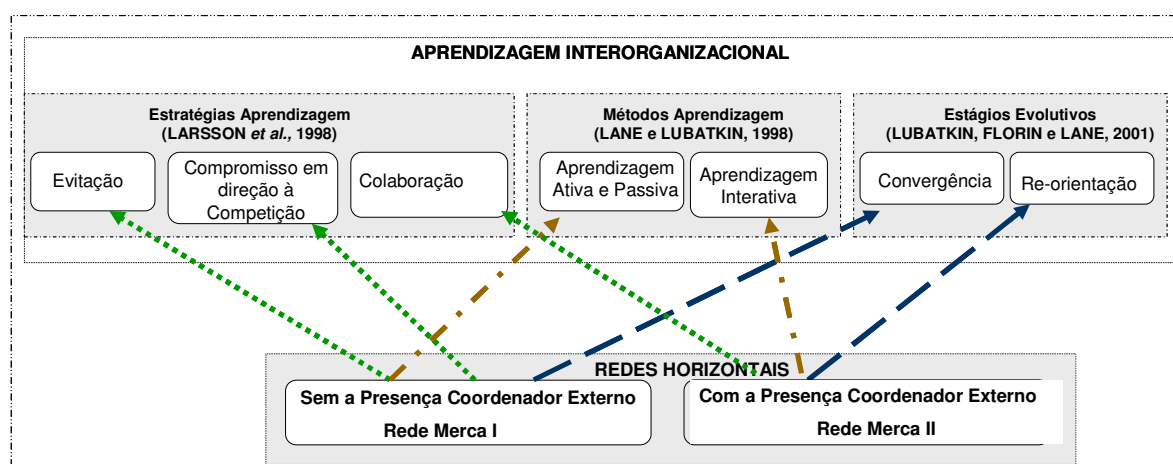 APRENDIZAGEM INTERORGANIZACIONAL
Estratégias Aprendizagem
(LARSSON et al., 1998)
Evitação
Compromisso em
direção à
Competição
Colaboração
Métodos Aprendizagem
(LANE e LUBATKIN, 1998)
Aprendizagem
Ativa e Passiva
Aprendizagem
Interativa
Estágios Evolutivos
(LUBATKIN, FLORIN e LANE, 2001)
Convergência
Re-orientação
REDES HORIZONTAIS
Sem a Presença Coordenador Externo
Rede Merca I
Com a Presença Coordenador Externo
Rede Merca II